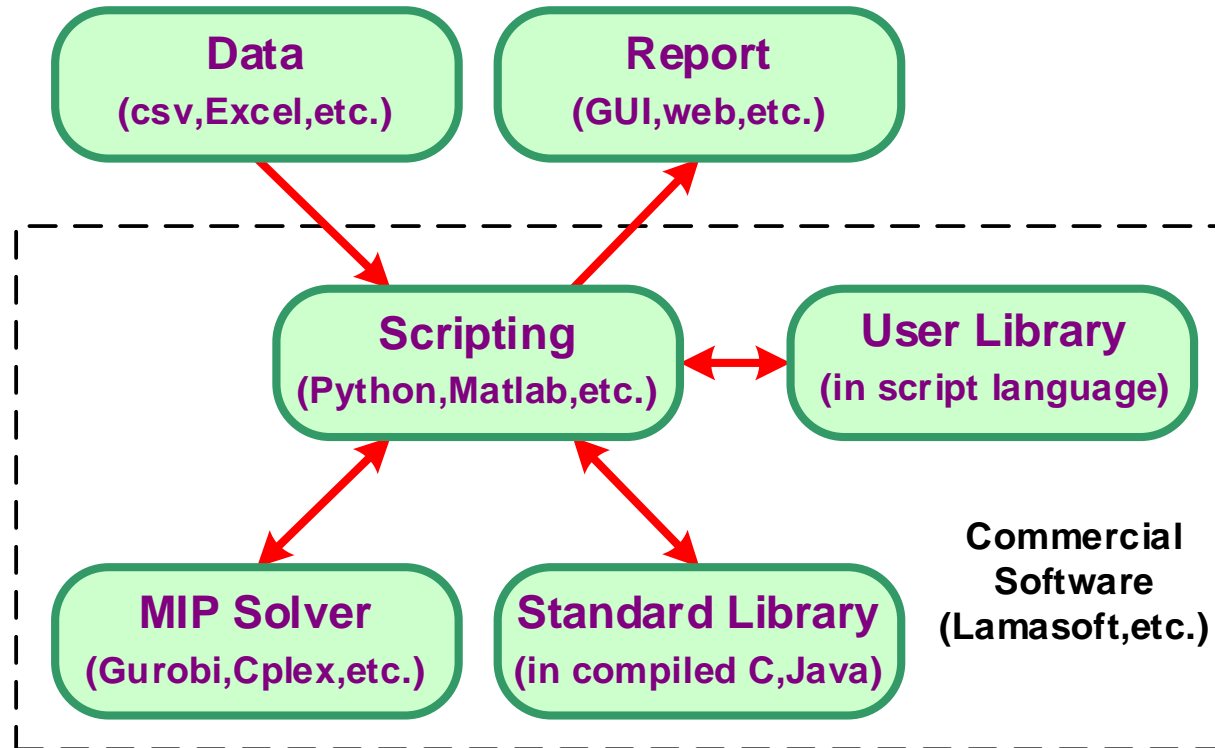 Data
(csv,Excel,etc.)
Report
(GUI,web,etc.)
Scripting
(Python,Matlab,etc.)
User Library
(in script language)
MIP Solver
(Gurobi,Cplex,etc.)
Standard Library
(in compiled C,Java)
Commercial
Software
(Lamasoft,etc.)